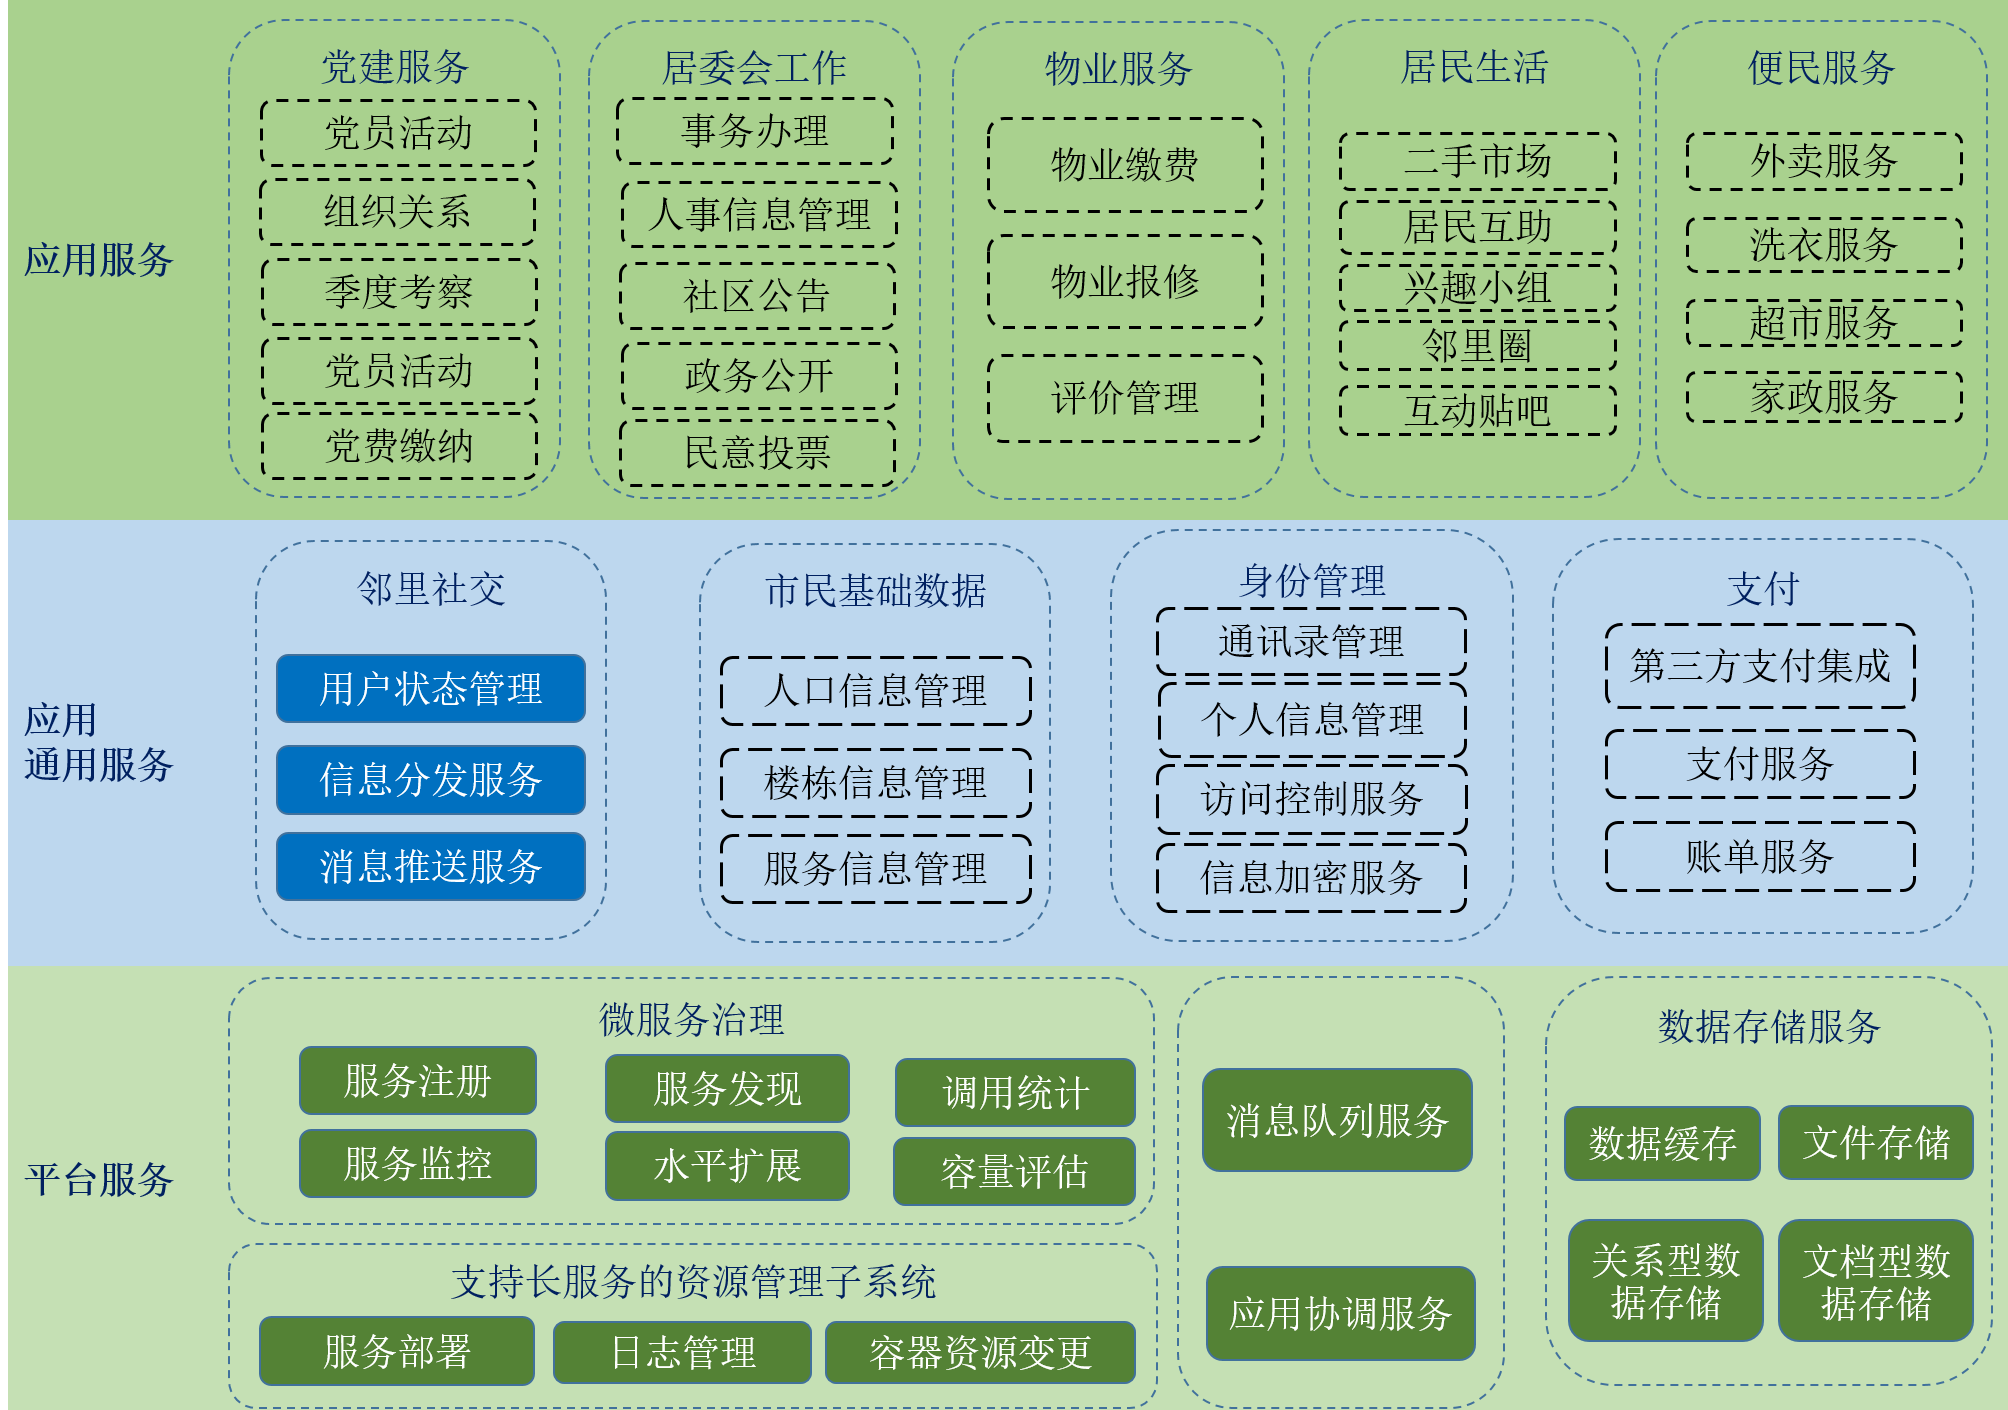 应用服务
党建服务
党员活动
组织关系
季度考察
党员活动
党费缴纳
居委会工作
事务办理
人事信息管理
社区公告
政务公开
民意投票
物业服务
物业缴费
物业报修
评价管理
居民生活
二手市场
居民互助
兴趣小组
邻里圈
互动贴吧
便民服务
外卖服务
洗衣服务
超市服务
家政服务
应用
通用服务
邻里社交
用户状态管理
信息分发服务
消息推送服务
市民基础数据
人口信息管理
楼栋信息管理
服务信息管理
身份管理
通讯录管理
个人信息管理
访问控制服务
信息加密服务
支付
第三方支付集成
支付服务
账单服务
平台服务
微服务治理
服务注册
服务发现
调用统计
服务监控
水平扩展
容量评估
支持长服务的资源管理子系统
服务部署
日志管理
容器资源变更
消息队列服务
应用协调服务
数据存储服务
数据缓存
文件存储
关系型数
据存储
文档型数
据存储